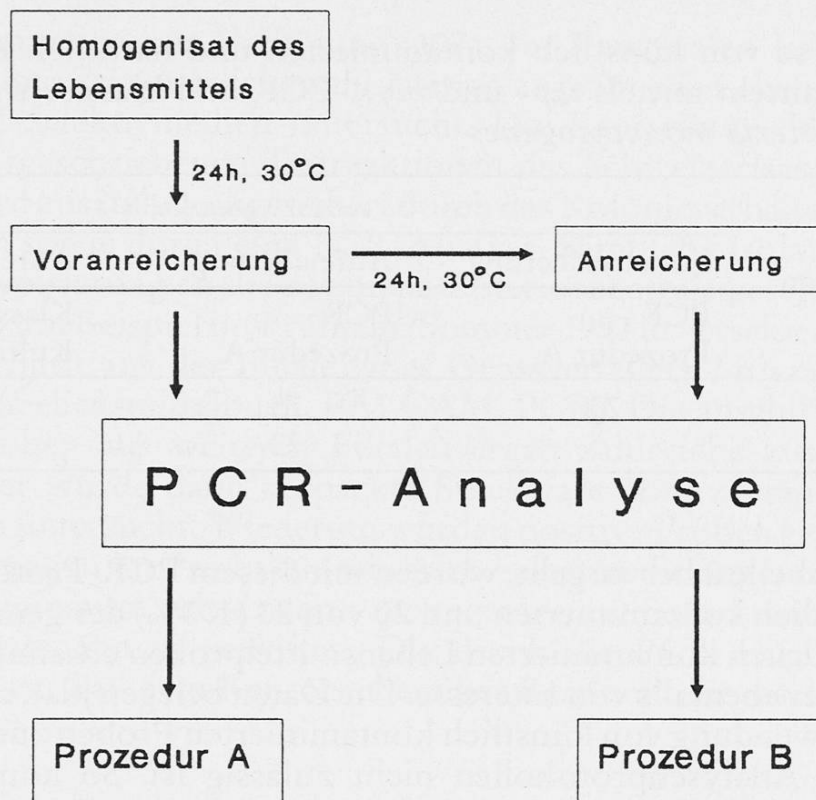 Homogenisat des
Lebensmittels
24h, 30°C
Voranreicherung
24h, 30°C
Anreicherung
PCR-Analyse
Prozedur A
Prozedur B